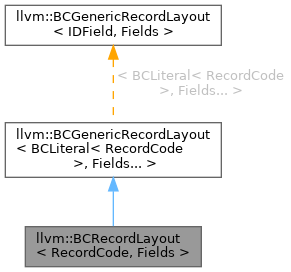 llvm::BCGenericRecordLayout
< IDField, Fields >
< BCLiteral< RecordCode
>, Fields... >
llvm::BCGenericRecordLayout
< BCLiteral< RecordCode
>, Fields... >
llvm::BCRecordLayout
< RecordCode, Fields >